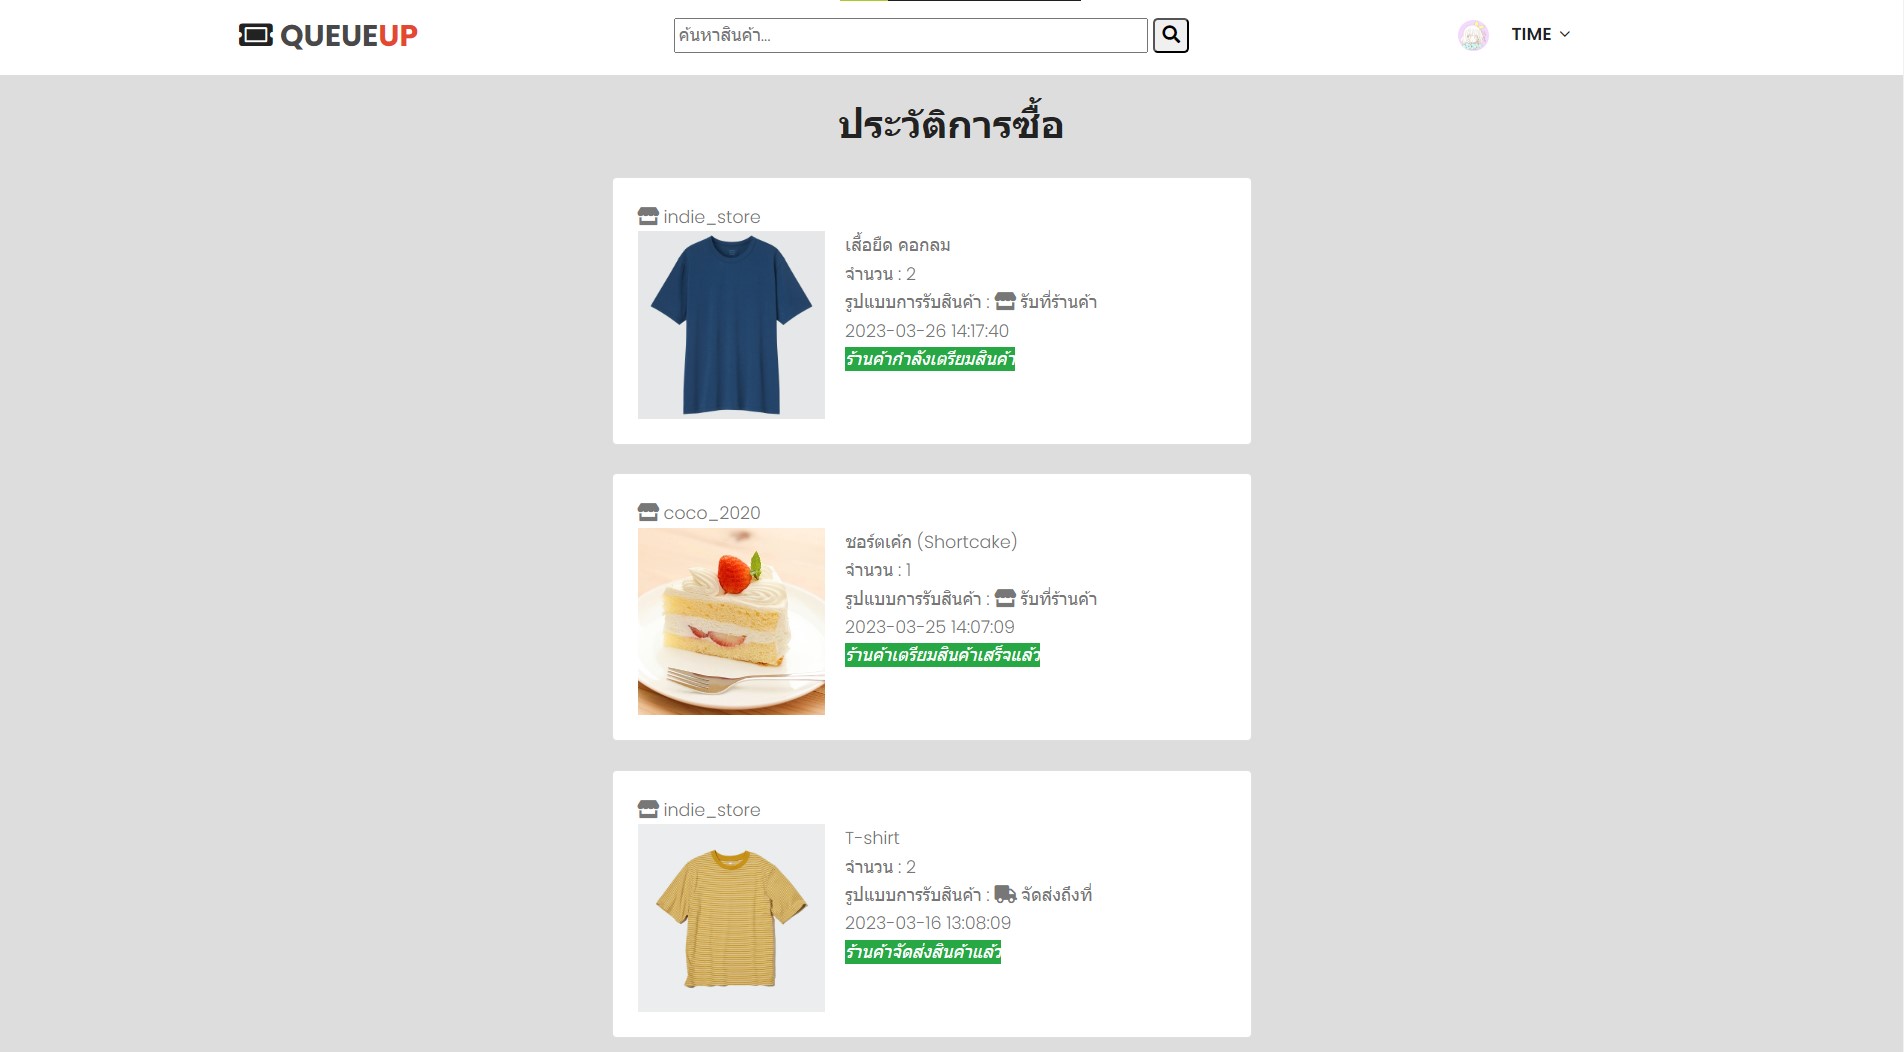 QUEUEUP
ค้นหาสินค้า...
TIME
ประวัติการซื้อ
indie_store
เสื้อยืด คอกลม
จำนวน : 2
รูปแบบการรับสินค้า : รับที่ร้านค้า
2023-03-26 14:17:40
ร้านค้ากำลังเตรียมสินค้า
coco_2020
ชอร์ตเค้ก (Shortcake)
จำนวน : 1
รูปแบบการรับสินค้า : รับที่ร้านค้า
2023-03-25 14:07:09
ร้านค้าเตรียมสินค้าเสร็จแล้ว
indie_store
T-shirt
จำนวน : 2
รูปแบบการรับสินค้า : จัดส่งถึงที่
2023-03-16 13:08:09
ร้านค้าจัดส่งสินค้าแล้ว